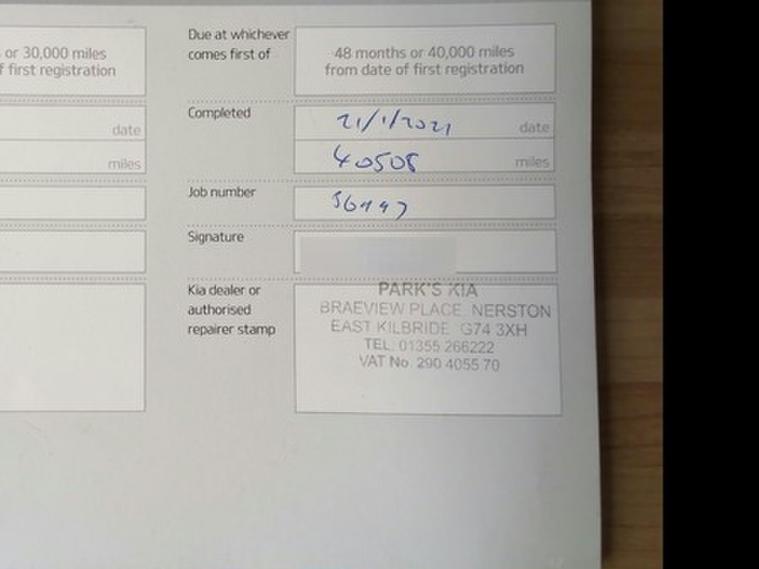 or 30,000 miles
first registration
date
miles
Due at whichever
comes first of
48 months or 40,000 miles
from date of first registration
Completed
21/1/2021 date
40508 miles
Job number
Signature
Kia dealer or
authorised
repairer stamp
PARK'S KIA
BRAEVIEW PLACE NERSTON
EAST KILBRIDE G74 3XH
TEL: 01355 266222
VAT No 290 4055 70